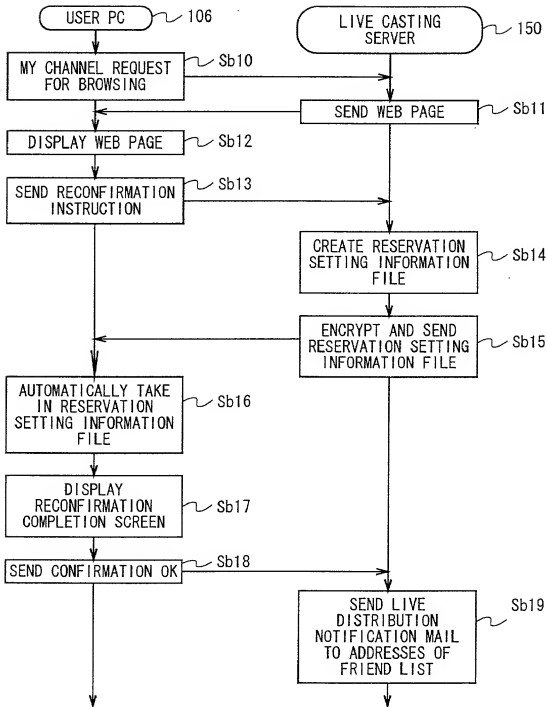 USER PC
106
LIVE CASTING
SERVER
150
MY CHANNEL REQUEST
FOR BROWSING
Sb10
SEND WEB PAGE
Sb11
DISPLAY WEB PAGE
Sb12
SEND RECONFIRMATION
INSTRUCTION
Sb13
CREATE RESERVATION
SETTING INFORMATION
FILE
Sb14
ENCRYPT AND SEND
RESERVATION SETTING
INFORMATION FILE
Sb15
AUTOMATICALLY TAKE
IN RESERVATION
SETTING INFORMATION
FILE
Sb16
DISPLAY
RECONFIRMATION
COMPLETION SCREEN
Sb17
SEND CONFIRMATION OK
Sb18
SEND LIVE
DISTRIBUTION
NOTIFICATION MAIL
TO ADDRESSES OF
FRIEND LIST
Sb19